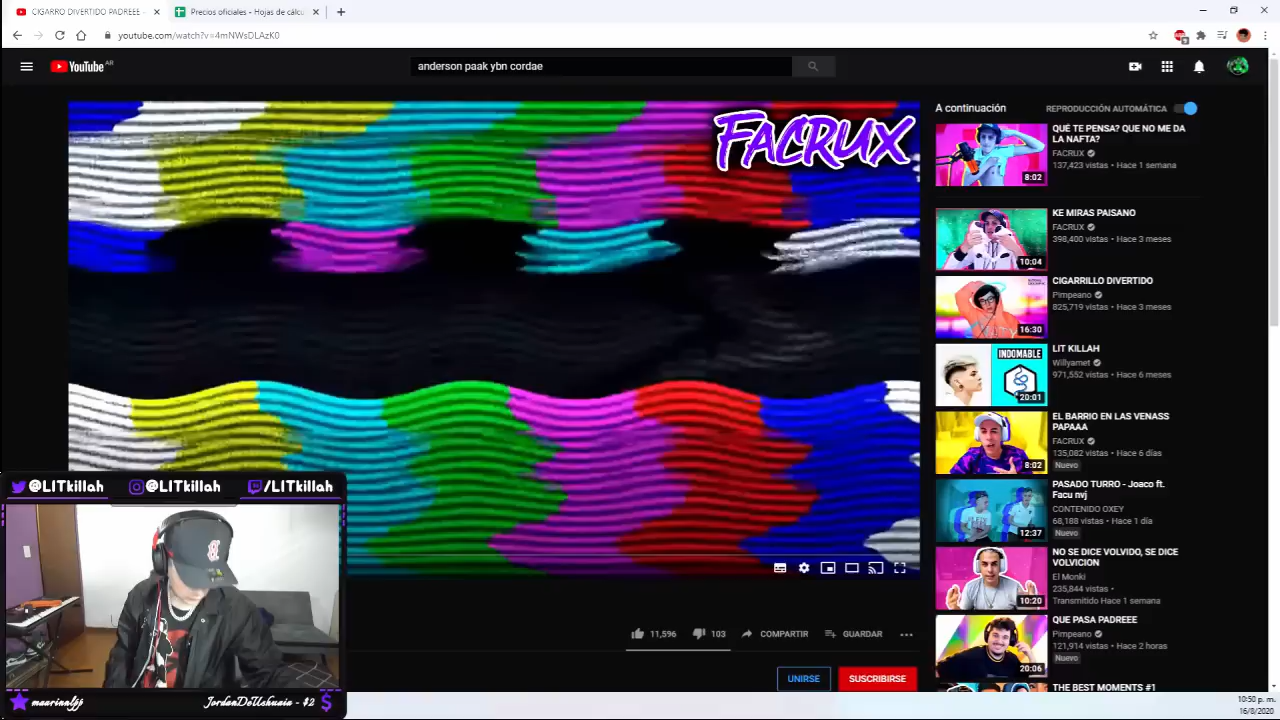 CIGARRO DIVERTIDO PADREEE -
Precios oficiales - Hojas de cálcu
youtube.com/watch?v=4mNWsDLAzK0
YouTube AR
anderson paak ybn cordae
FACRUX
A continuación
REPRODUCCIÓN AUTOMÁTICA
QUÉ TE PENSA? QUE NO ME DA
LA NAFTA?
FACRUX
137,423 vistas • Hace 1 semana
8:02
KE MIRAS PAISANO
FACRUX
398,400 vistas • Hace 3 meses
10:04
CIGARRILLO DIVERTIDO
Pimpeano
825,719 vistas • Hace 3 meses
16:30
LIT KILLAH
Willyamet
971,552 vistas • Hace 6 meses
INDOMABLE
20:01
EL BARRIO EN LAS VENASS
PAPAAA
FACRUX
135,082 vistas • Hace 6 días
Nuevo
8:02
PASADO TURRO - Joaco ft.
Facu nvj
CONTENIDO OXEY
68,188 vistas • Hace 1 día
Nuevo
12:37
NO SE DICE VOLVIDO, SE DICE
VOLVICION
El Monki
235,844 vistas •
Transmitido Hace 1 semana
10:20
QUE PASA PADREEE
Pimpeano
121,914 vistas • Hace 2 horas
Nuevo
20:06
THE BEST MOMENTS #1
@LITkillah
@LITkillah
/LITkillah
11,596
103
COMPARTIR
GUARDAR
UNIRSE
SUSCRIBIRSE
JordanDeUshuaia - $2
10:50 p. m.
16/8/2020